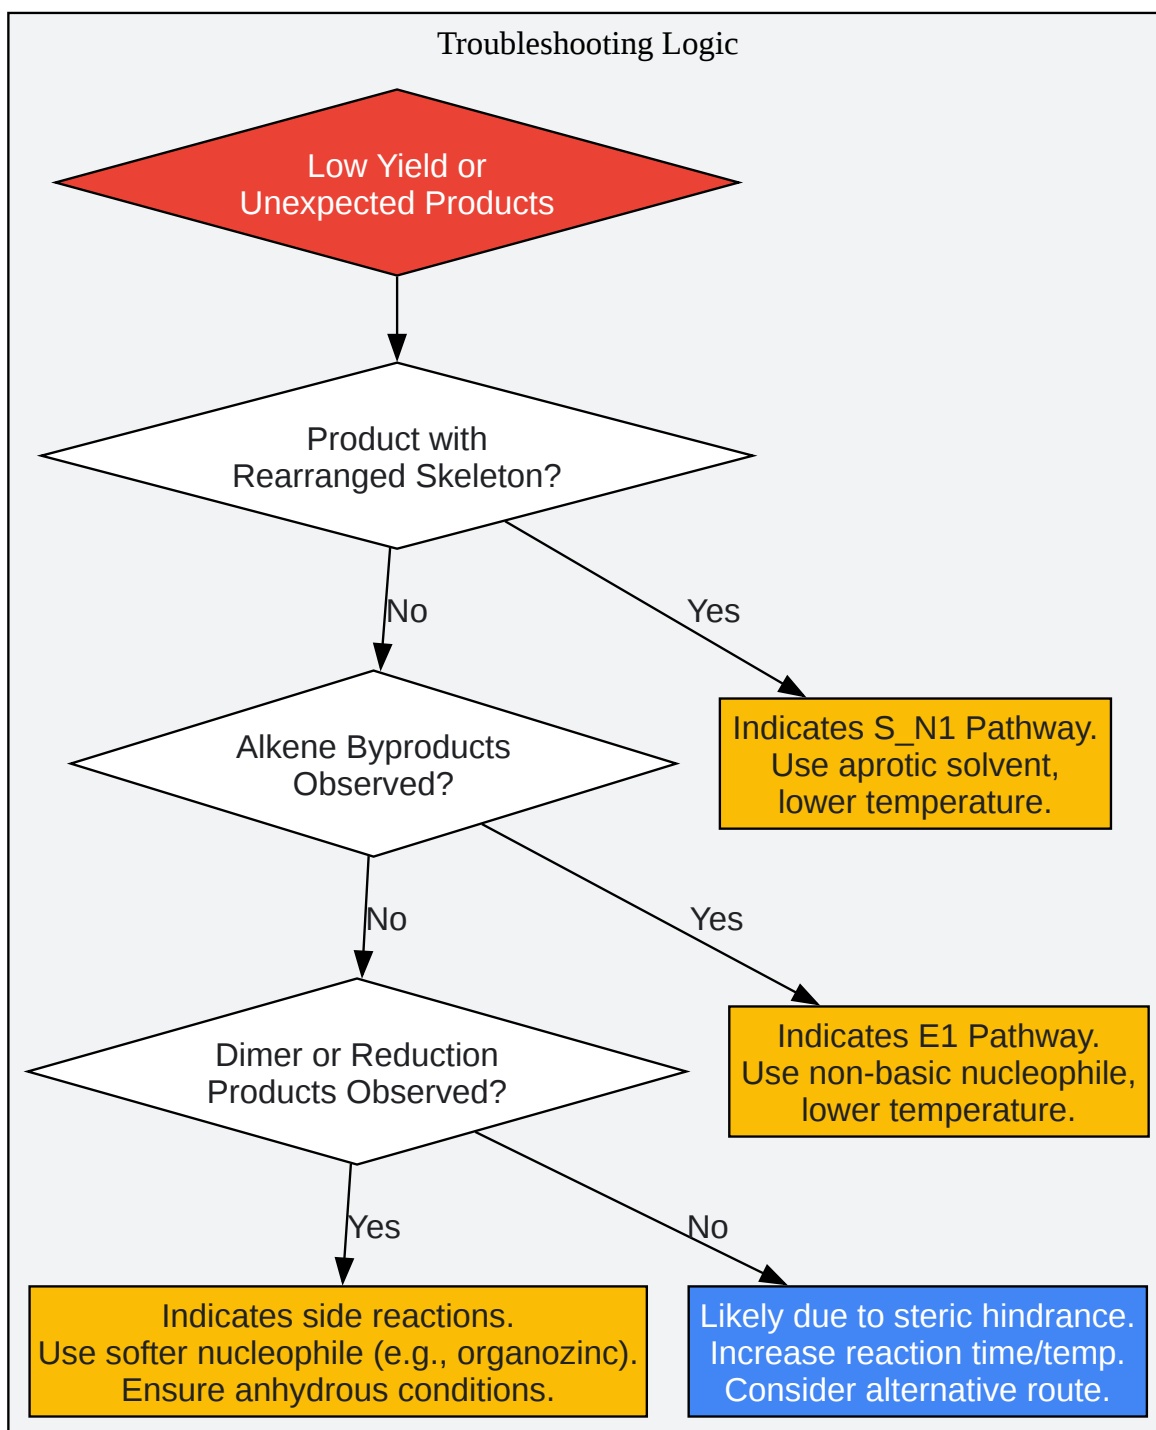 Troubleshooting Logic
Low Yield or
Unexpected Products
Product with
Rearranged Skeleton?
No
Yes
Indicates S_N1 Pathway.
Use aprotic solvent,
lower temperature.
Alkene Byproducts
Observed?
No
Yes
Indicates E1 Pathway.
Use non-basic nucleophile,
lower temperature.
Dimer or Reduction
Products Observed?
Yes
No
Indicates side reactions.
Use softer nucleophile (e.g., organozinc).
Ensure anhydrous conditions.
Likely due to steric hindrance.
Increase reaction time/temp.
Consider alternative route.